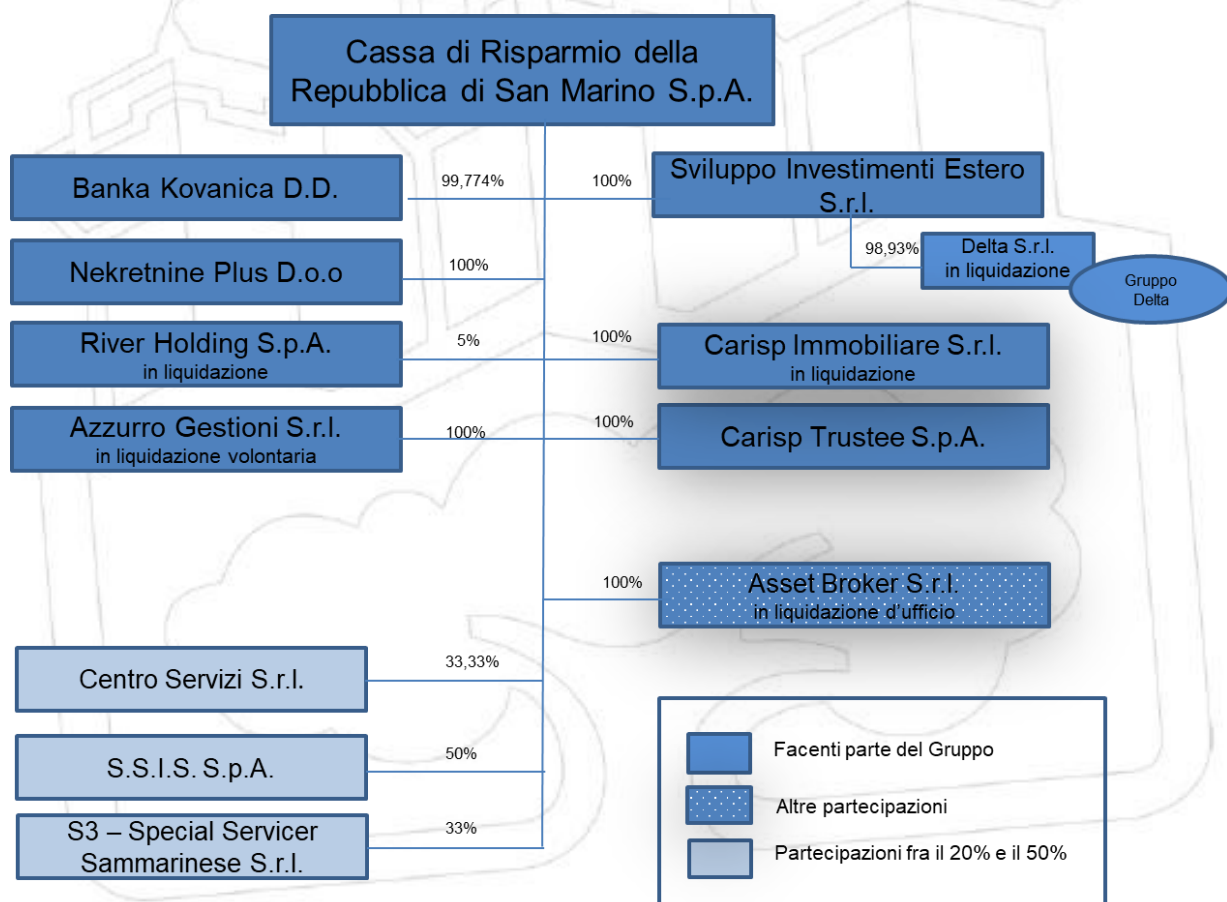 Cassa di Risparmio della
Repubblica di San Marino S.p.A.
Banka Kovanica D.D.
99,774%
100%
Sviluppo Investimenti Estero
S.r.l.
98,93%
Delta S.r.l.
in liquidazione
Gruppo
Delta
Nekretnine Plus D.o.o
100%
River Holding S.p.A.
in liquidazione
5%
100%
Carisp Immobiliare S.r.l.
in liquidazione
Azzurro Gestioni S.r.l.
in liquidazione volontaria
100%
100%
Carisp Trustee S.p.A.
100%
Asset Broker S.r.l.
in liquidazione d'ufficio
Centro Servizi S.r.l.
33,33%
S.S.I.S. S.p.A.
50%
S3 – Special Servicer
Sammarinese S.r.l.
33%
Facenti parte del Gruppo
Altre partecipazioni
Partecipazioni fra il 20% e il 50%